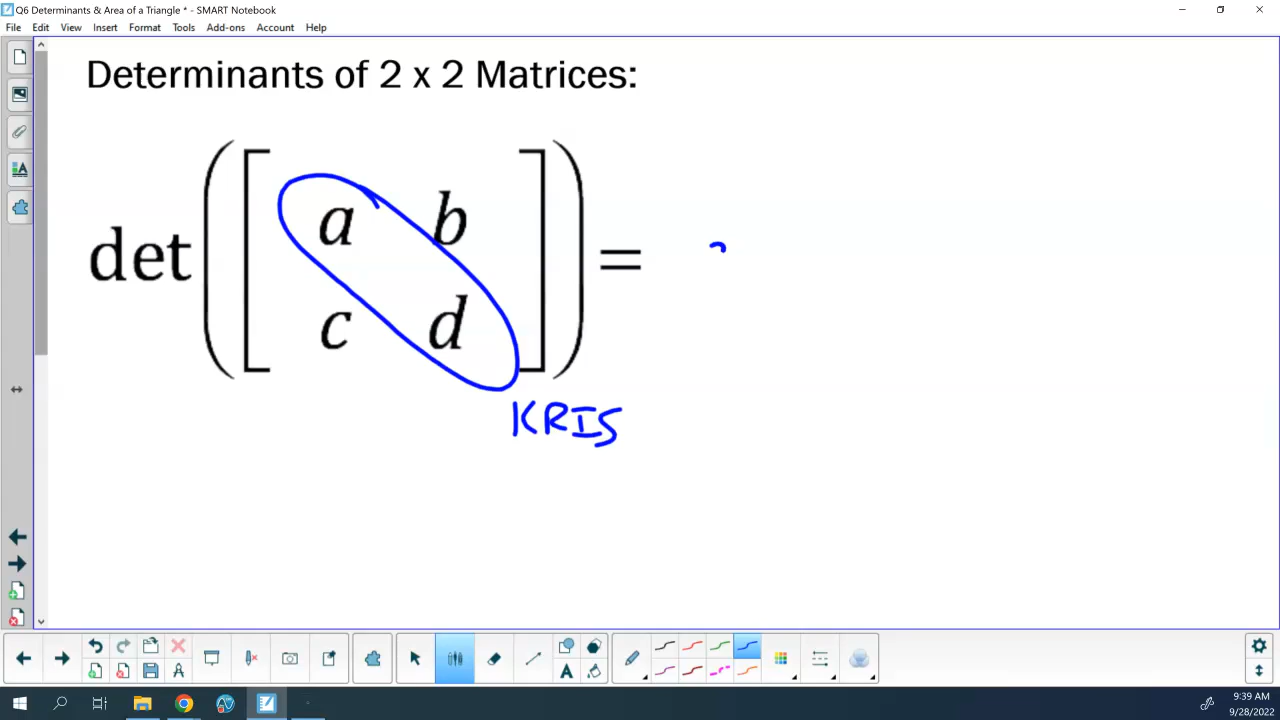 Q6 Determinants & Area of a Triangle * - SMART Notebook
File Edit View Insert Format Tools Add-ons Account Help
Determinants of 2 x 2 Matrices:
det([a b
c d]) =
KRIS
9:39 AM
9/28/2022